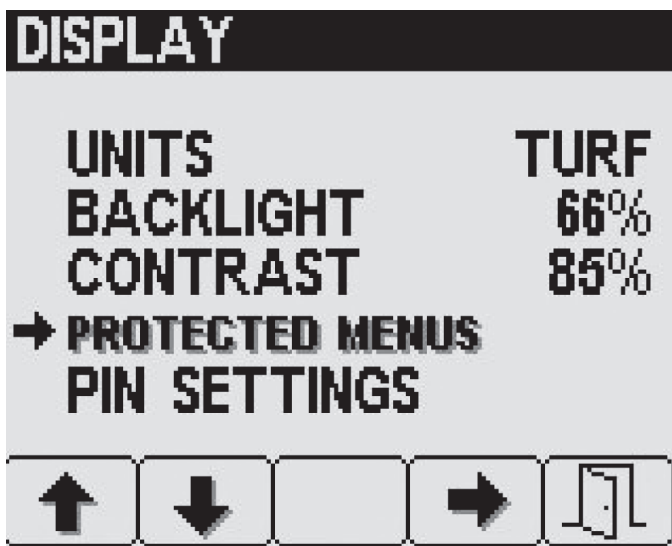 DISPLAY
UNITS TURF
BACKLIGHT 66%
CONTRAST 85%
PROTECTED MENUS
PIN SETTINGS